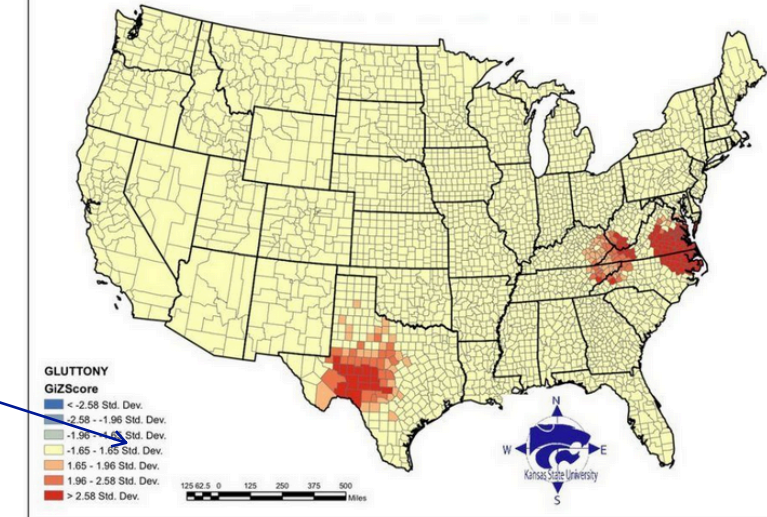 GLUTTONY
GiZScore
< -2.58 Std. Dev.
-2.58 - -1.96 Std. Dev.
-1.96 - -1.65 Std. Dev.
-1.65 - 1.65 Std. Dev.
1.65 - 1.96 Std. Dev.
1.96 - 2.58 Std. Dev.
> 2.58 Std. Dev.
125 62.5 0 125 250 375 500
Miles
N
W E
Kansas State University
S